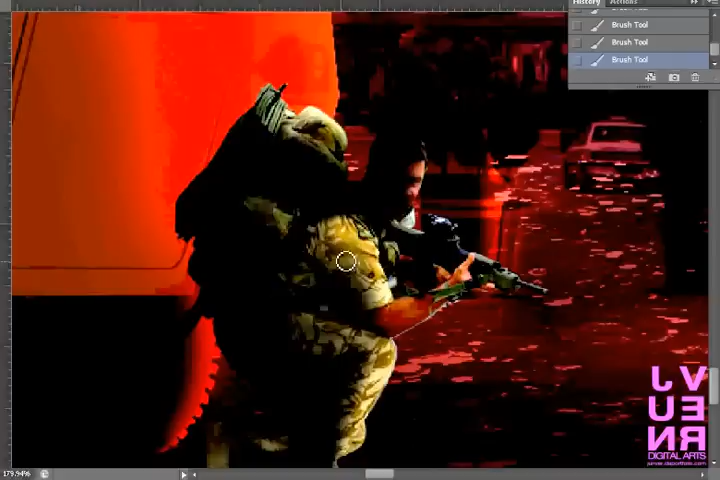 History Actions
Brush Tool
Brush Tool
Brush Tool
J V
U E
N R
DIGITAL ARTS
179.94%